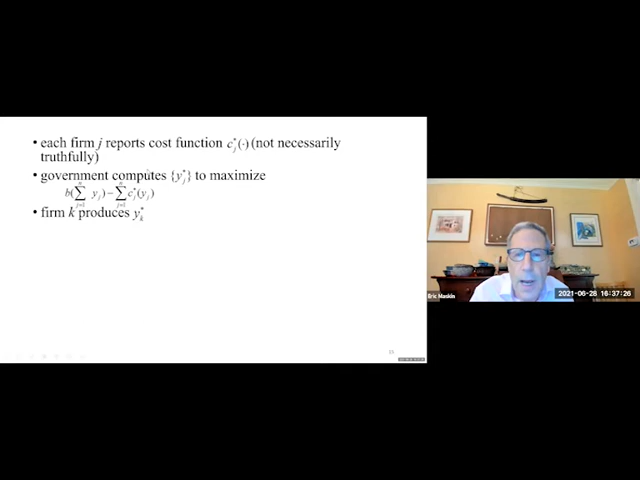 • each firm j reports cost function c*_j(·) (not necessarily
truthfully)
• government computes {y*_j} to maximize
b(∑_{j=1}^{n} y_j) − ∑_{j=1}^{n} c*_j(y_j)
• firm k produces y*_k
Eric Maskin
2021-06-28 16:37:26